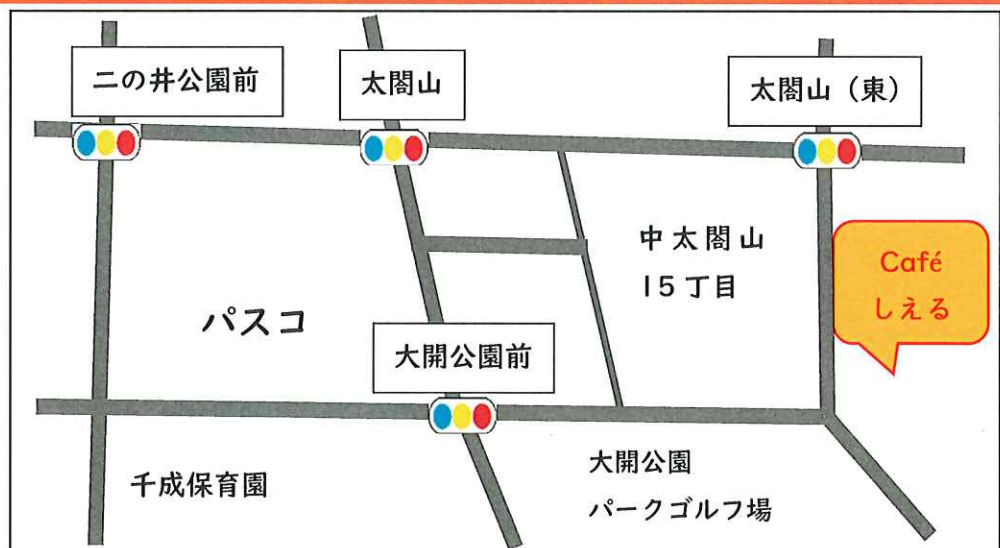 二の井公園前
太閤山
太閤山（東）
中太閤山
15丁目
Café
しえる
パスコ
大開公園前
千成保育園
大開公園
パークゴルフ場